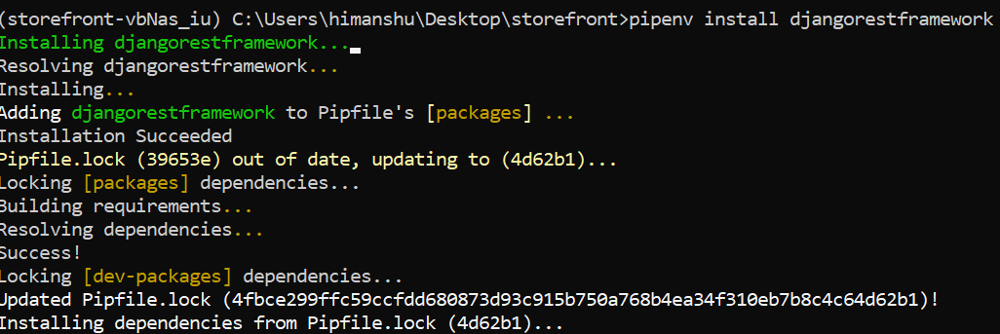 (storefront-vbNas_iu) C:\Users\himanshu\Desktop\storefront>pipenv install djangorestframework
Installing djangorestframework...
Resolving djangorestframework...
Installing...
Adding djangorestframework to Pipfile's [packages] ...
Installation Succeeded
Pipfile.lock (39653e) out of date, updating to (4d62b1)...
Locking [packages] dependencies...
Building requirements...
Resolving dependencies...
Success!
Locking [dev-packages] dependencies...
Updated Pipfile.lock (4fbce299ffc59ccfdd680873d93c915b750a768b4ea34f310eb7b8c4c64d62b1)!
Installing dependencies from Pipfile.lock (4d62b1)...